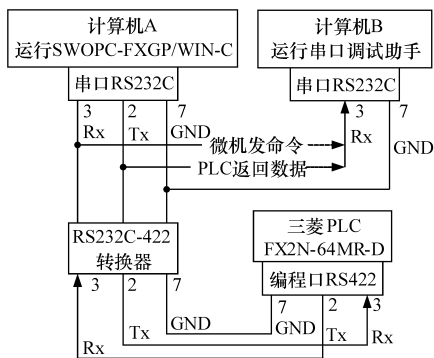 计算机A
运行SWOPC-FXGP/WIN-C
计算机B
运行串口调试助手
串口RS232C
串口RS232C
3 2 7
3 7
Rx Tx GND
Rx
GND
微机发命令
PLC返回数据
RS232C-422
转换器
三菱PLC
FX2N-64MR-D
编程口RS422
3 2 7
7 2 3
GND GND
Tx Tx Rx
Rx